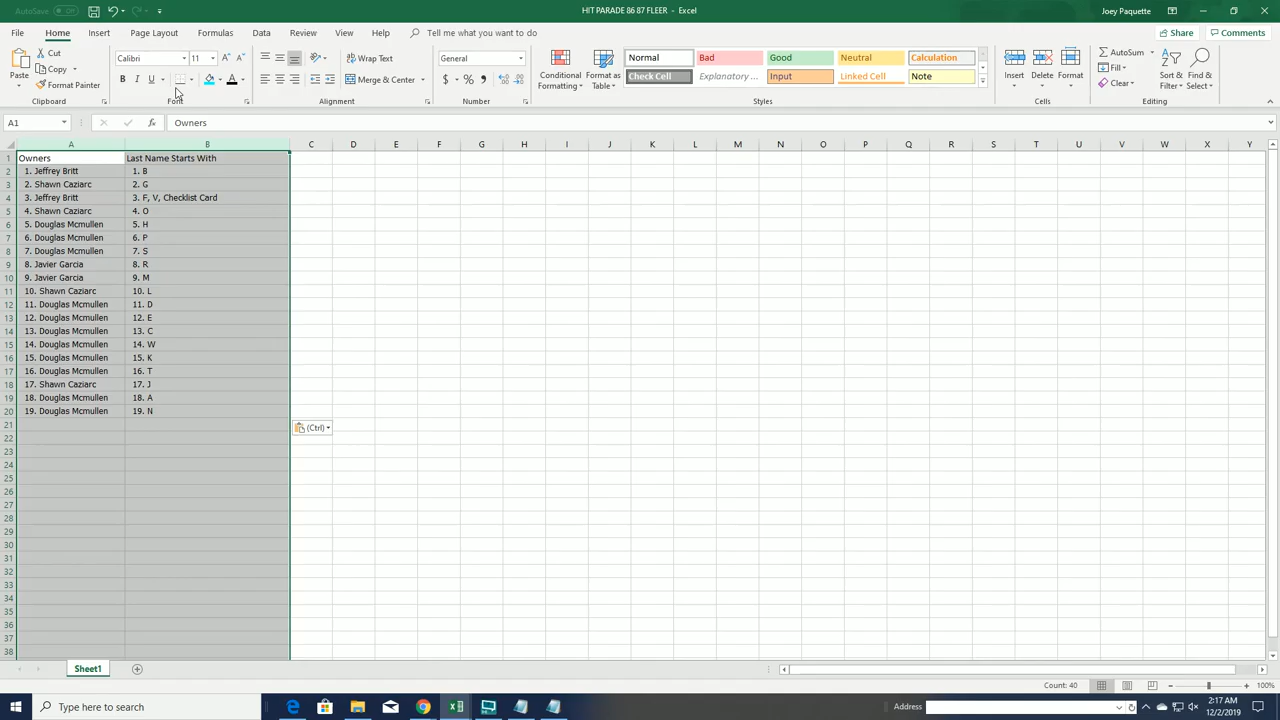 AutoSave Off
HIT PARADE 86 87 FLEER - Excel
Joey Paquette
File Home Insert Page Layout Formulas Data Review View Help Tell me what you want to do
Share Comments
Paste Cut Copy Format Painter Clipboard
Calibri 11 B I U A Font
Wrap Text Merge & Center Alignment
General $ % , Number
Conditional Formatting Format as Table
Normal Bad Good Neutral Calculation
Check Cell Explanatory ... Input Linked Cell Note
Styles
Insert Delete Format Cells
AutoSum Fill Clear Sort & Filter Find & Select Editing
A1 fx Owners
A B C D E F G H I J K L M N O P Q R S T U V W X Y
1 Owners Last Name Starts With
2 1. Jeffrey Britt 1. B
3 2. Shawn Caziarc 2. G
4 3. Jeffrey Britt 3. F, V, Checklist Card
5 4. Shawn Caziarc 4. O
6 5. Douglas Mcmullen 5. H
7 6. Douglas Mcmullen 6. P
8 7. Douglas Mcmullen 7. S
9 8. Javier Garcia 8. R
10 9. Javier Garcia 9. M
11 10. Shawn Caziarc 10. L
12 11. Douglas Mcmullen 11. D
13 12. Douglas Mcmullen 12. E
14 13. Douglas Mcmullen 13. C
15 14. Douglas Mcmullen 14. W
16 15. Douglas Mcmullen 15. K
17 16. Douglas Mcmullen 16. T
18 17. Shawn Caziarc 17. J
19 18. Douglas Mcmullen 18. A
20 19. Douglas Mcmullen 19. N
21 (Ctrl)
22
23
24
25
26
27
28
29
30
31
32
33
34
35
36
37
38
Sheet1
Count: 40 100%
Type here to search
Address
2:17 AM
12/2/2019